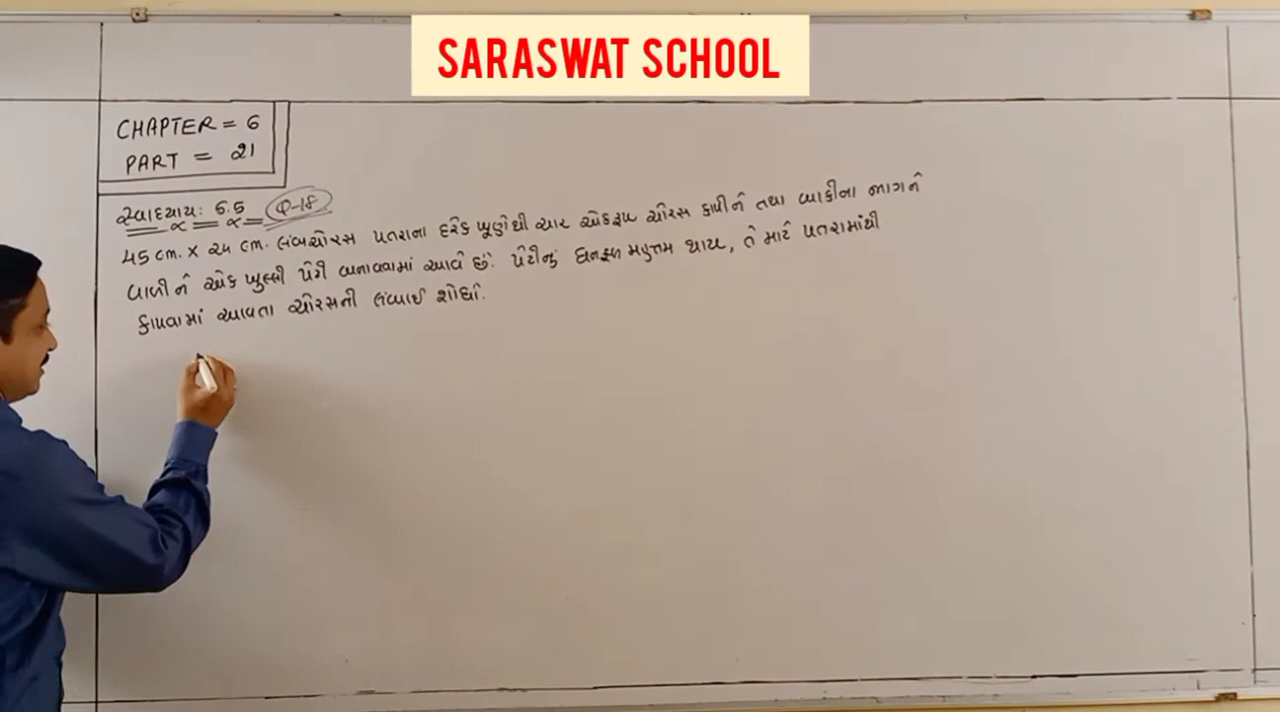 SARASWAT SCHOOL
CHAPTER = 6
PART = 21
સ્વાધ્યાય: 6.5 Q-18
45 cm. × ૨૫ cm. લંબચોરસ પતરાના દરેક ખૂણેથી ચાર એકરૂપ ચોરસ કાપીને તથા બાકીના ભાગને
વાળીને એક ખુલ્લી પેટી બનાવવામાં આવે છે. પેટીનું ઘનફળ મહત્તમ થાય, તે માટે પતરામાંથી
કાપવામાં આવતા ચોરસની લંબાઈ શોધો.